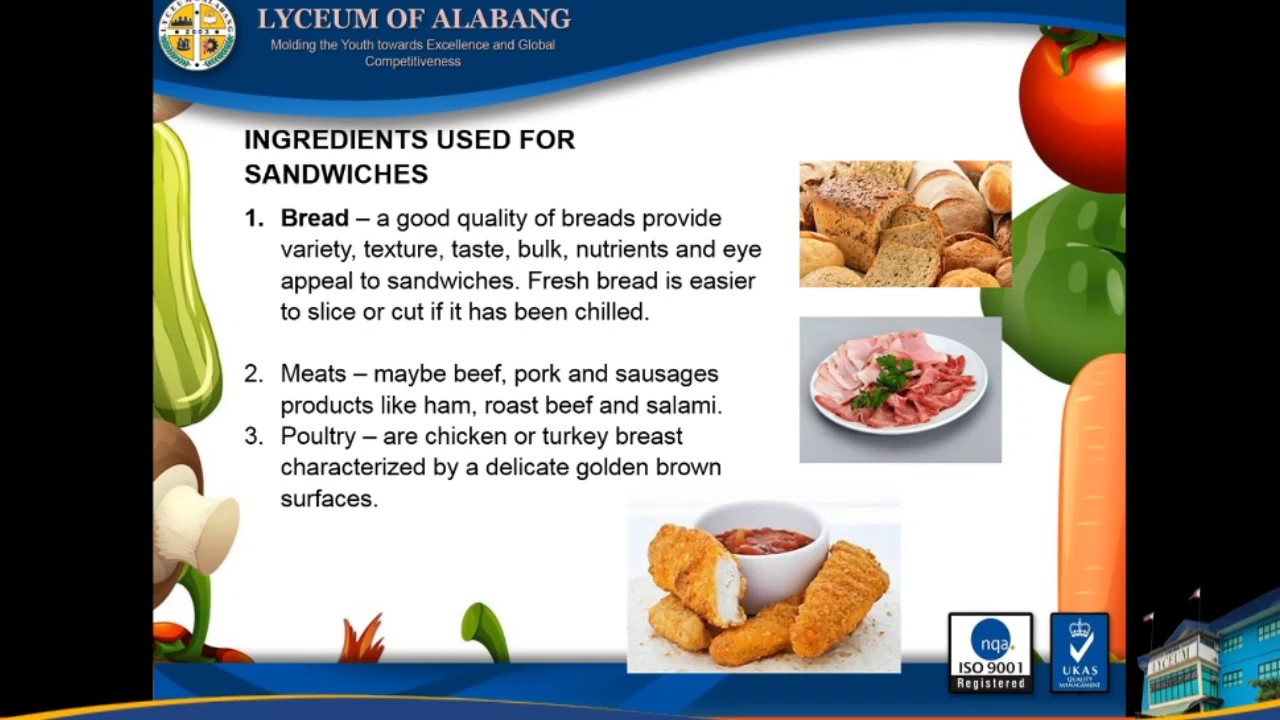 LYCEUM OF ALABANG
Molding the Youth towards Excellence and Global
Competitiveness
2003
INGREDIENTS USED FOR
SANDWICHES
1. Bread – a good quality of breads provide
variety, texture, taste, bulk, nutrients and eye
appeal to sandwiches. Fresh bread is easier
to slice or cut if it has been chilled.
2. Meats – maybe beef, pork and sausages
products like ham, roast beef and salami.
3. Poultry – are chicken or turkey breast
characterized by a delicate golden brown
surfaces.
nqa.
ISO 9001
Registered
UKAS
QUALITY
MANAGEMENT
LYCEUM